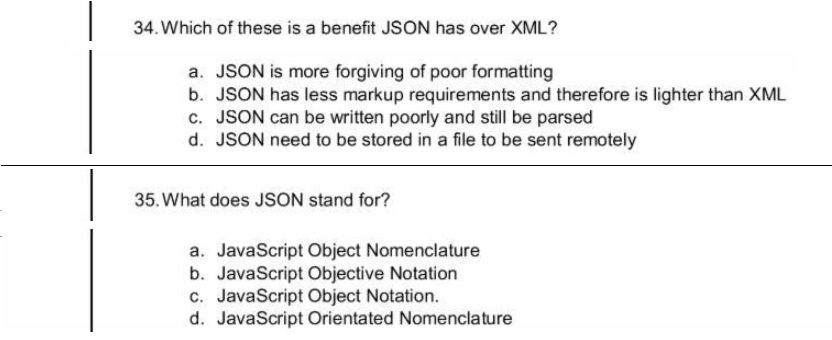 34. Which of these is a benefit JSON has over XML?
a. JSON is more forgiving of poor formatting
b. JSON has less markup requirements and therefore is lighter than XML
c. JSON can be written poorly and still be parsed
d. JSON need to be stored in a file to be sent remotely
35. What does JSON stand for?
a. JavaScript Object Nomenclature
b. JavaScript Objective Notation
c. JavaScript Object Notation.
d. JavaScript Orientated Nomenclature